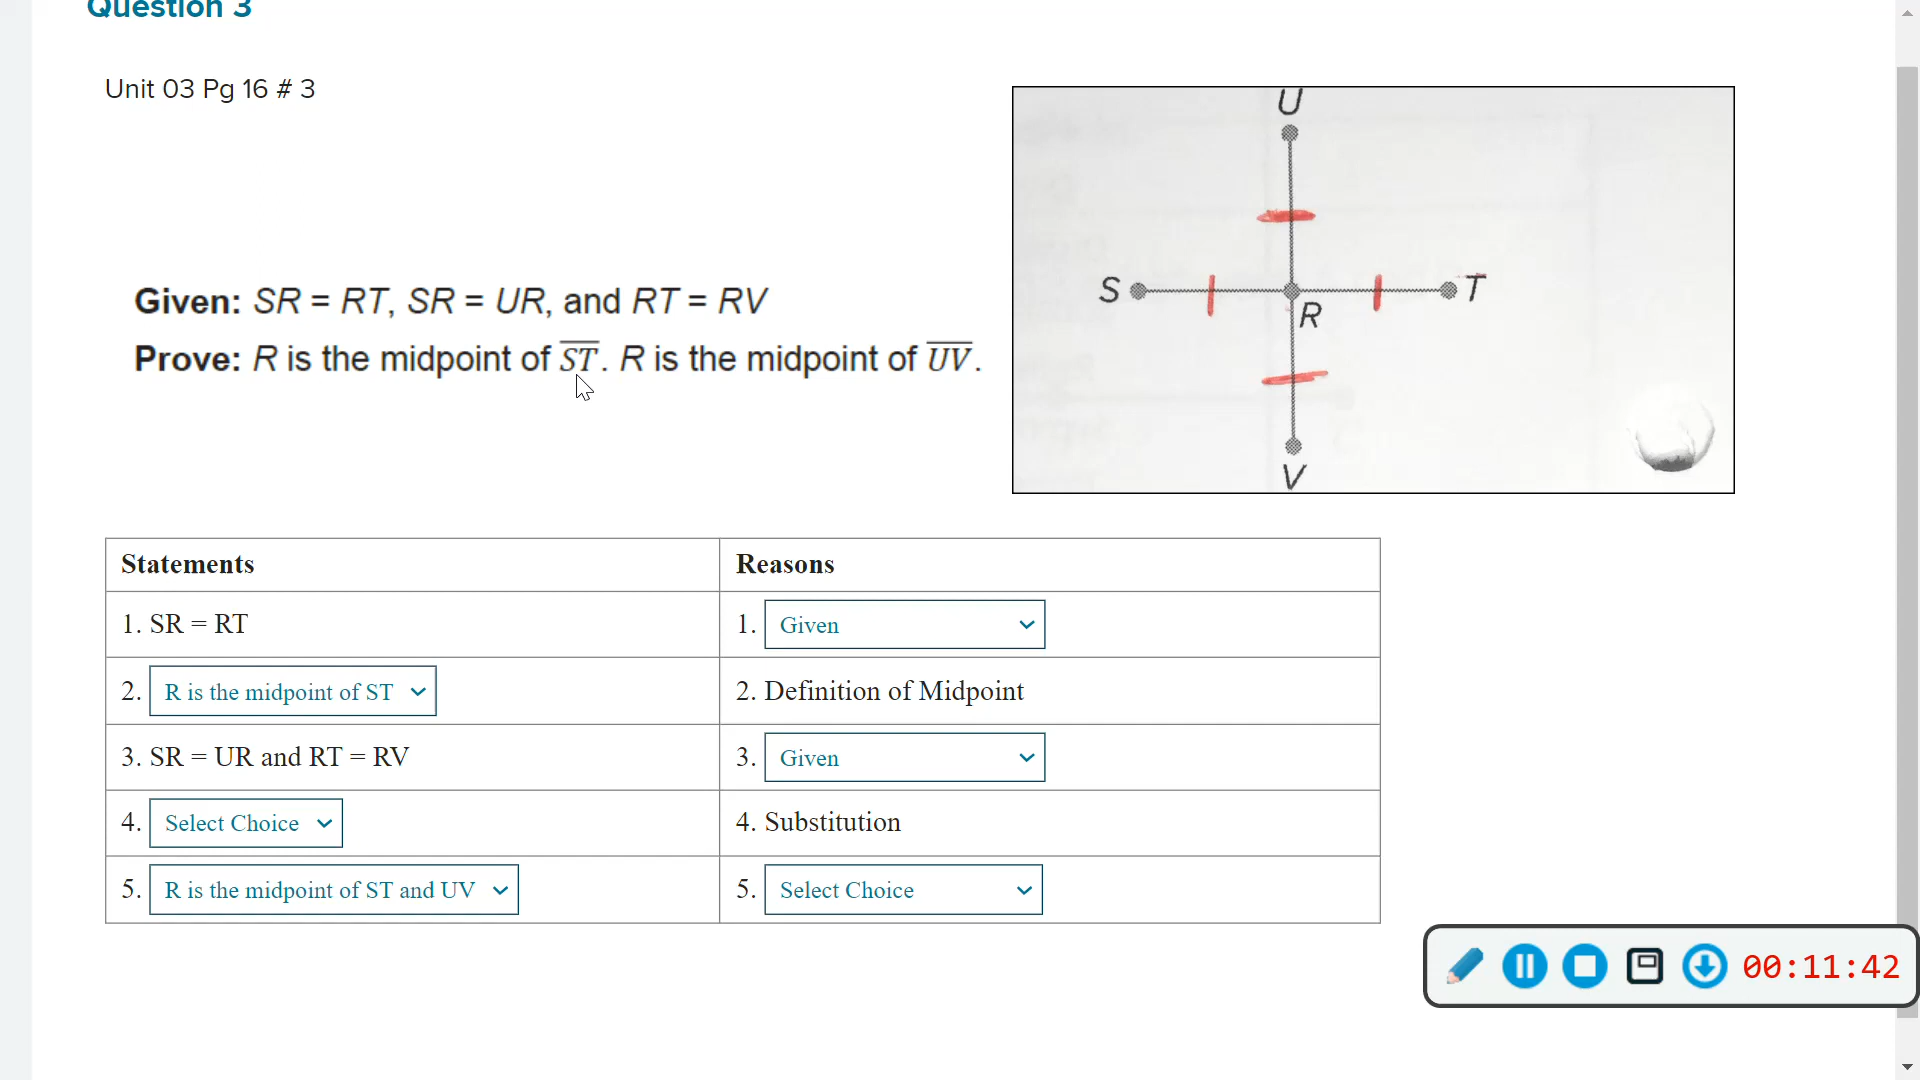 Question 3
Unit 03 Pg 16 # 3
Given: SR = RT, SR = UR, and RT = RV
Prove: R is the midpoint of ST. R is the midpoint of UV.
U
S
T
R
V
Statements
Reasons
1. SR = RT
1. Given
2. R is the midpoint of ST
2. Definition of Midpoint
3. SR = UR and RT = RV
3. Given
4. Select Choice
4. Substitution
5. R is the midpoint of ST and UV
5. Select Choice
00:11:42